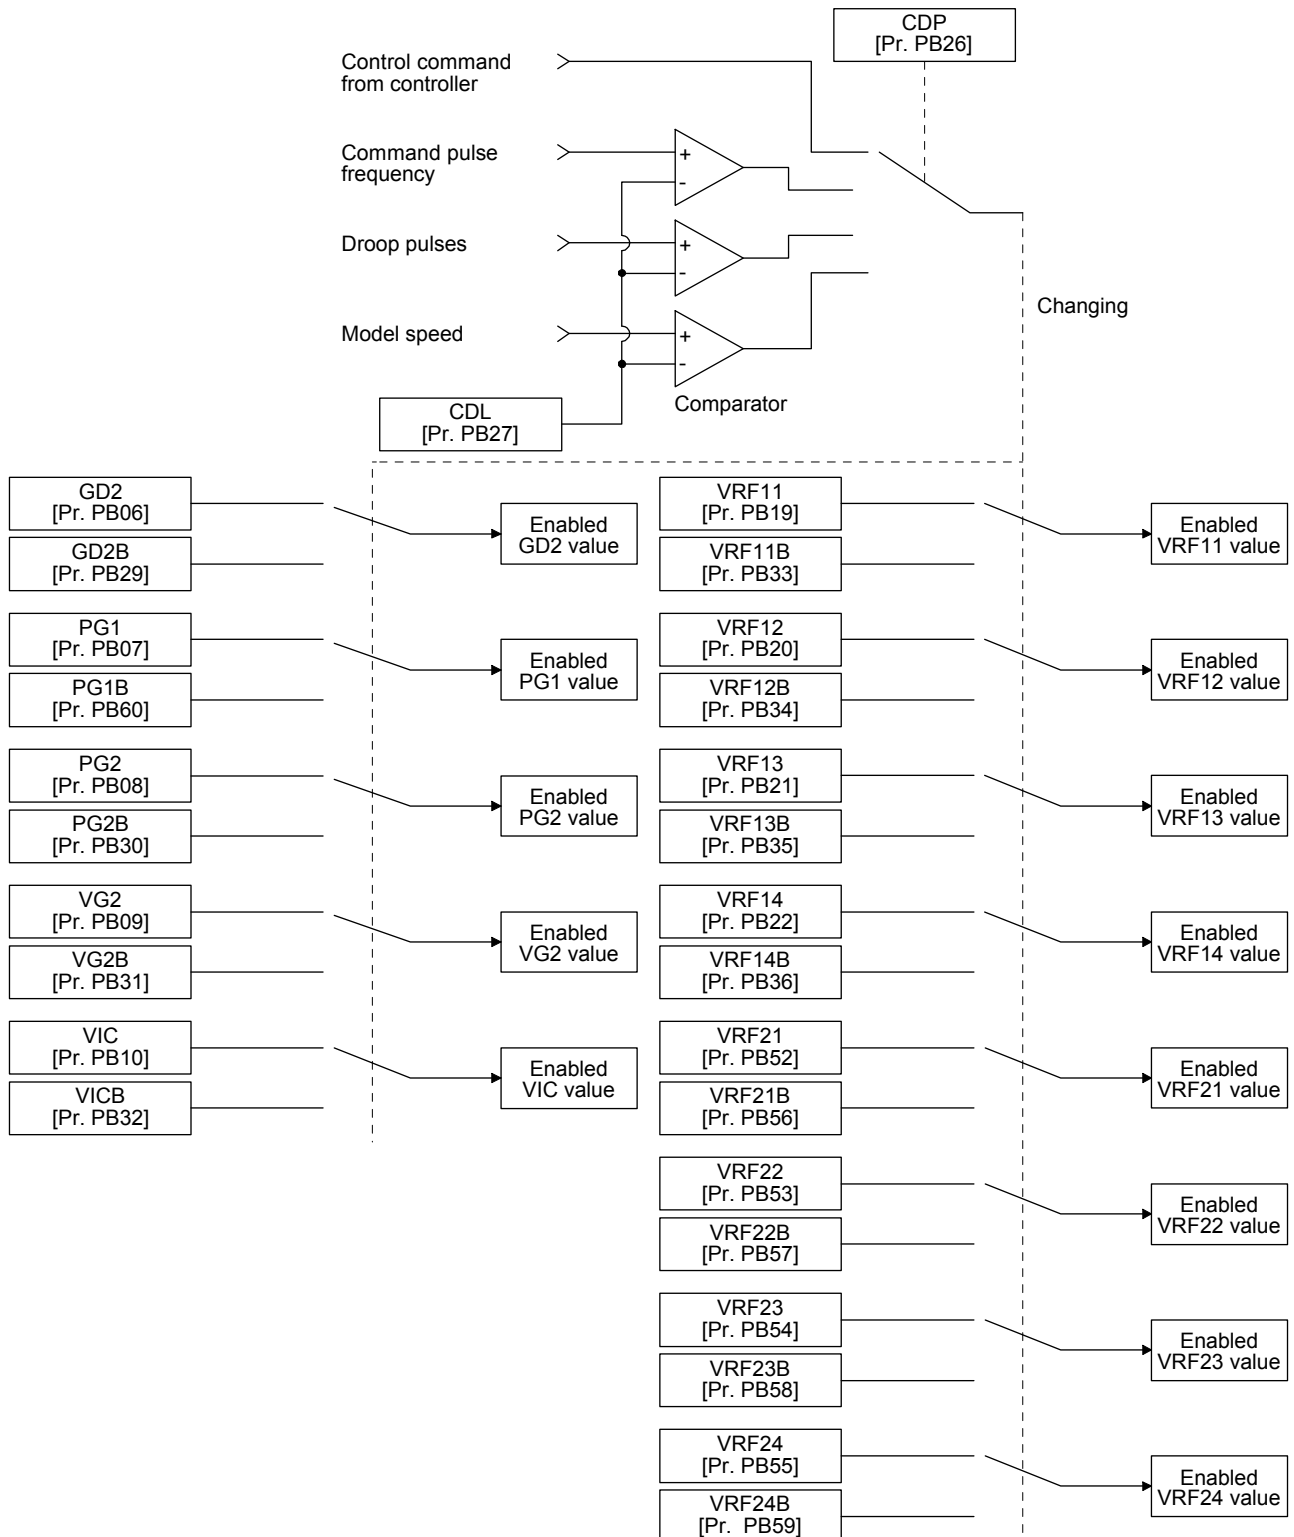 CDP
[Pr. PB26]
Control command
from controller
Command pulse
frequency
+
-
Droop pulses
+
-
Changing
Model speed
+
-
Comparator
CDL
[Pr. PB27]
GD2
[Pr. PB06]
GD2B
[Pr. PB29]
Enabled
GD2 value
PG1
[Pr. PB07]
PG1B
[Pr. PB60]
Enabled
PG1 value
PG2
[Pr. PB08]
PG2B
[Pr. PB30]
Enabled
PG2 value
VG2
[Pr. PB09]
VG2B
[Pr. PB31]
Enabled
VG2 value
VIC
[Pr. PB10]
VICB
[Pr. PB32]
Enabled
VIC value
VRF11
[Pr. PB19]
VRF11B
[Pr. PB33]
Enabled
VRF11 value
VRF12
[Pr. PB20]
VRF12B
[Pr. PB34]
Enabled
VRF12 value
VRF13
[Pr. PB21]
VRF13B
[Pr. PB35]
Enabled
VRF13 value
VRF14
[Pr. PB22]
VRF14B
[Pr. PB36]
Enabled
VRF14 value
VRF21
[Pr. PB52]
VRF21B
[Pr. PB56]
Enabled
VRF21 value
VRF22
[Pr. PB53]
VRF22B
[Pr. PB57]
Enabled
VRF22 value
VRF23
[Pr. PB54]
VRF23B
[Pr. PB58]
Enabled
VRF23 value
VRF24
[Pr. PB55]
VRF24B
[Pr. PB59]
Enabled
VRF24 value